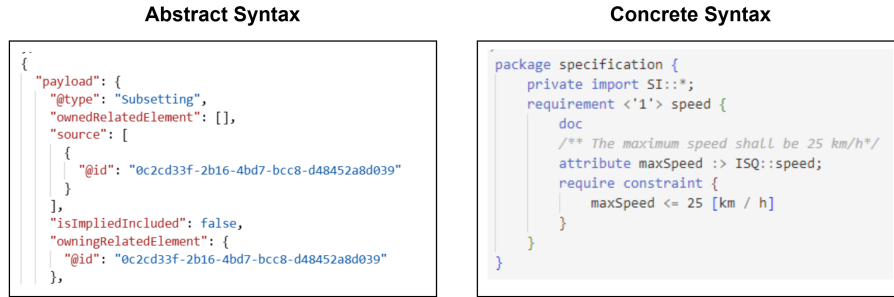 Abstract Syntax
{
"payload": {
"@type": "Subsetting",
"ownedRelatedElement": [],
"source": [
{
"@id": "0c2cd33f-2b16-4bd7-bcc8-d48452a8d039"
}
],
"isImpliedIncluded": false,
"owningRelatedElement": {
"@id": "0c2cd33f-2b16-4bd7-bcc8-d48452a8d039"
},
Concrete Syntax
package specification {
private import SI::*;
requirement <'1'> speed {
doc
/** The maximum speed shall be 25 km/h*/
attribute maxSpeed :> ISQ::speed;
require constraint {
maxSpeed <= 25 [km / h]
}
}
}